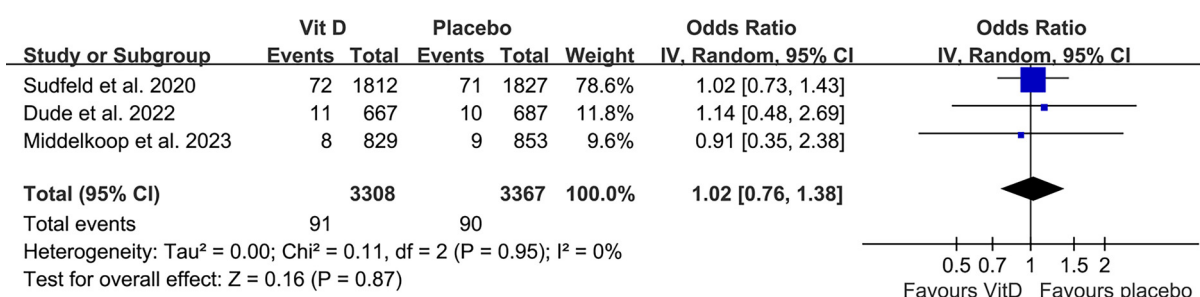 Vit D Placebo Odds Ratio Odds Ratio
Study or Subgroup Events Total Events Total Weight IV, Random, 95% CI IV, Random, 95% CI
Sudfeld et al. 2020 72 1812 71 1827 78.6% 1.02 [0.73, 1.43]
Dude et al. 2022 11 667 10 687 11.8% 1.14 [0.48, 2.69]
Middelkoop et al. 2023 8 829 9 853 9.6% 0.91 [0.35, 2.38]
Total (95% CI) 3308 3367 100.0% 1.02 [0.76, 1.38]
Total events 91 90
Heterogeneity: Tau² = 0.00; Chi² = 0.11, df = 2 (P = 0.95); I² = 0%
Test for overall effect: Z = 0.16 (P = 0.87)
0.5 0.7 1 1.5 2
Favours VitD Favours placebo